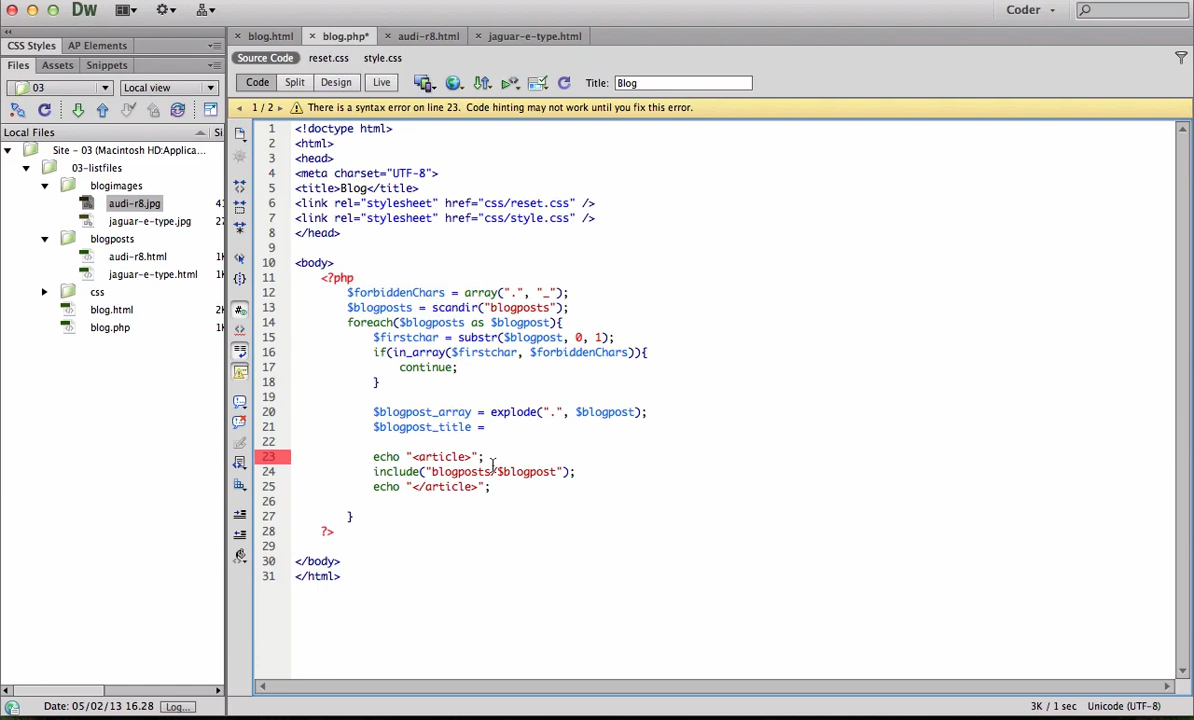 Dw
Coder
CSS Styles AP Elements
Files Assets Snippets
03 Local view
Local Files Si
Site - 03 (Macintosh HD:Applica...
03-listfiles
blogimages
audi-r8.jpg 41
jaguar-e-type.jpg 27
blogposts
audi-r8.html 1K
jaguar-e-type.html 1K
css
blog.html 2K
blog.php 1K
Date: 05/02/13 16.28 Log...
blog.html blog.php* audi-r8.html jaguar-e-type.html
Source Code reset.css style.css
Code Split Design Live Title: Blog
1 / 2 There is a syntax error on line 23. Code hinting may not work until you fix this error.
1 <!doctype html>
2 <html>
3 <head>
4 <meta charset="UTF-8">
5 <title>Blog</title>
6 <link rel="stylesheet" href="css/reset.css" />
7 <link rel="stylesheet" href="css/style.css" />
8 </head>
9
10 <body>
11 <?php
12 $forbiddenChars = array(".", "_");
13 $blogposts = scandir("blogposts");
14 foreach($blogposts as $blogpost){
15 $firstchar = substr($blogpost, 0, 1);
16 if(in_array($firstchar, $forbiddenChars)){
17 continue;
18 }
19
20 $blogpost_array = explode(".", $blogpost);
21 $blogpost_title =
22
23 echo "<article>";
24 include("blogposts/$blogpost");
25 echo "</article>";
26
27 }
28 ?>
29
30 </body>
31 </html>
3K / 1 sec Unicode (UTF-8)